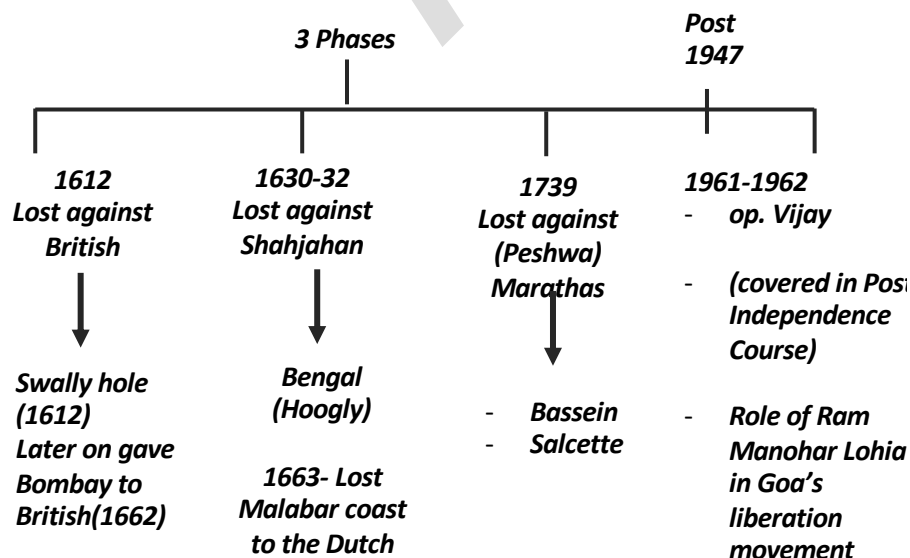 3 Phases
Post
1947
1612
Lost against
British
Swally hole
(1612)
Later on gave
Bombay to
British(1662)
1630-32
Lost against
Shahjahan
Bengal
(Hoogly)
1663- Lost
Malabar coast
to the Dutch
1739
Lost against
(Peshwa)
Marathas
- Bassein
- Salcette
1961-1962
- op. Vijay
- (covered in Post
Independence
Course)
- Role of Ram
Manohar Lohia
in Goa's
liberation
movement